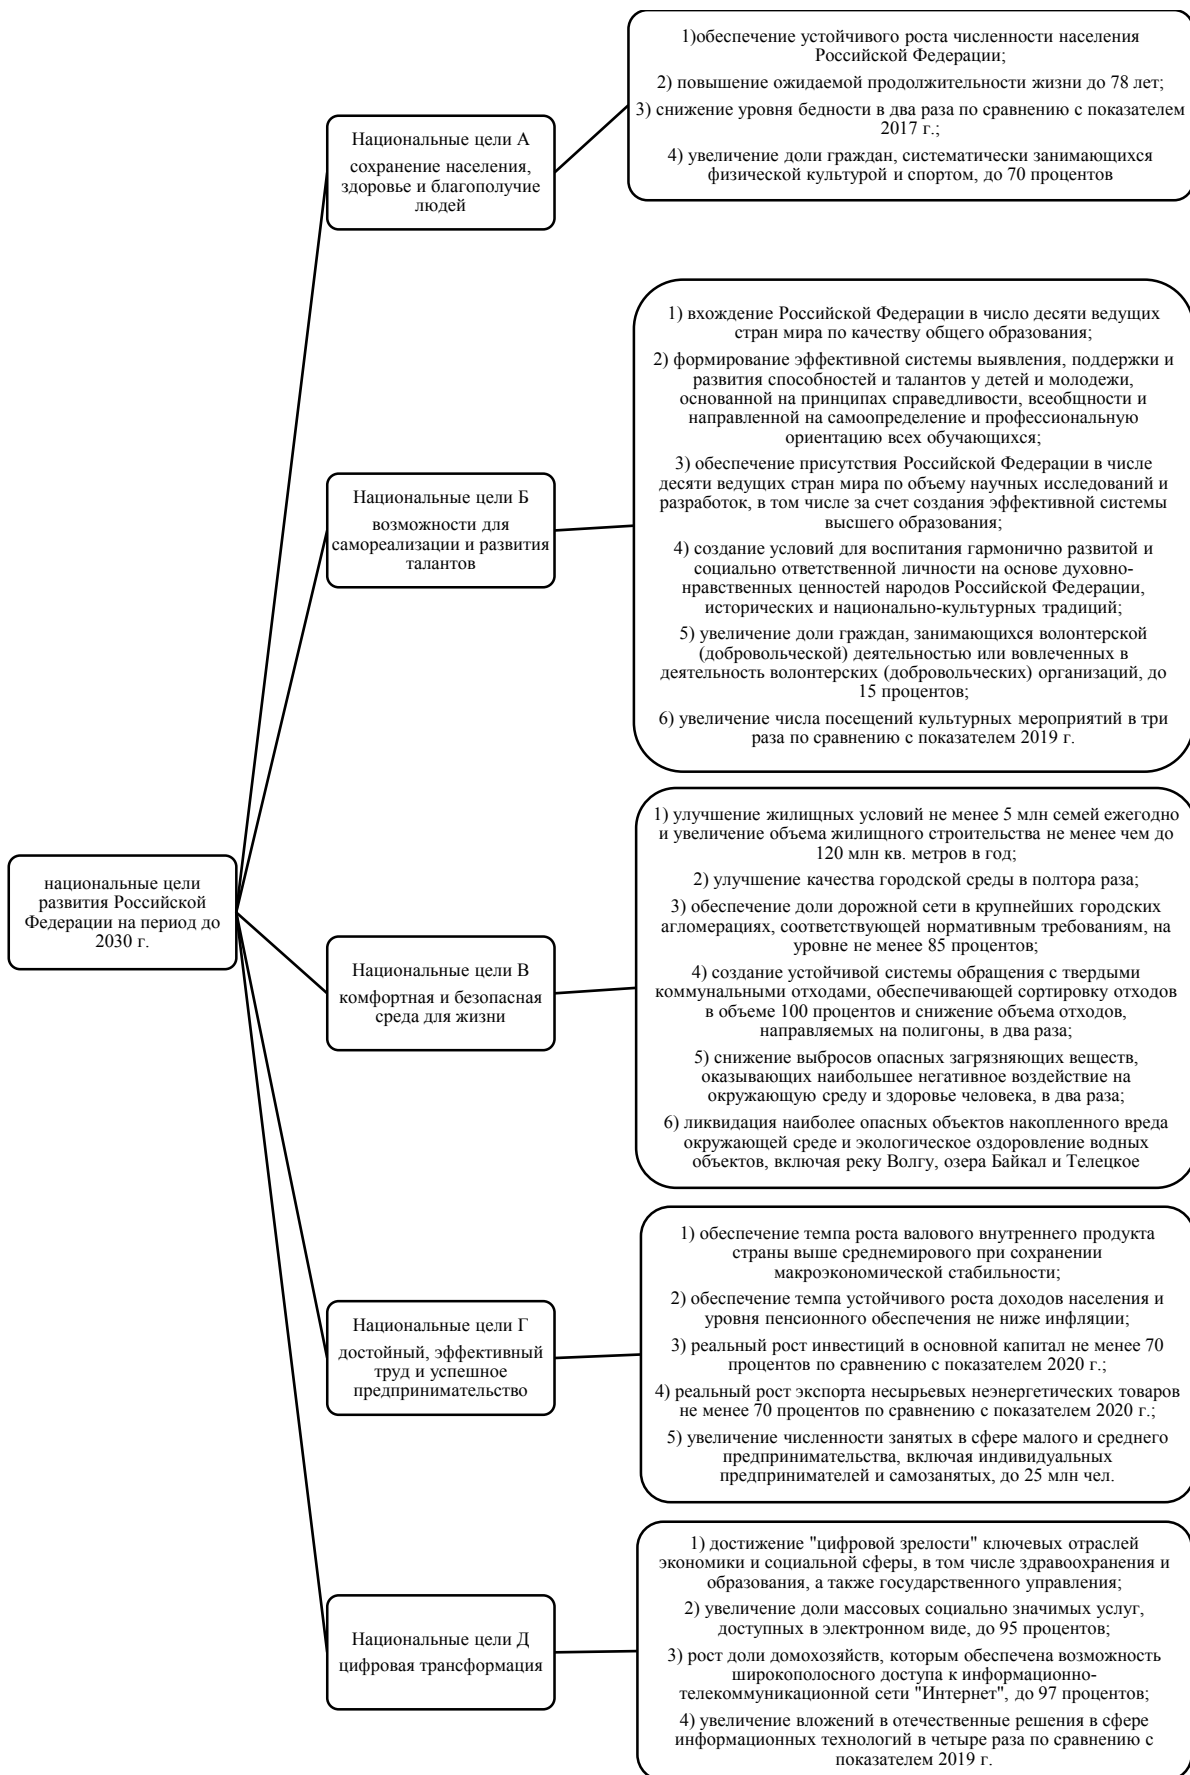 национальные цели
развития Российской
Федерации на период до
2030 г.
Национальные цели А
сохранение населения,
здоровье и благополучие
людей
1)обеспечение устойчивого роста численности населения
Российской Федерации;
2) повышение ожидаемой продолжительности жизни до 78 лет;
3) снижение уровня бедности в два раза по сравнению с показателем
2017 г.;
4) увеличение доли граждан, систематически занимающихся
физической культурой и спортом, до 70 процентов
Национальные цели Б
возможности для
самореализации и развития
талантов
1) вхождение Российской Федерации в число десяти ведущих
стран мира по качеству общего образования;
2) формирование эффективной системы выявления, поддержки и
развития способностей и талантов у детей и молодежи,
основанной на принципах справедливости, всеобщности и
направленной на самоопределение и профессиональную
ориентацию всех обучающихся;
3) обеспечение присутствия Российской Федерации в числе
десяти ведущих стран мира по объему научных исследований и
разработок, в том числе за счет создания эффективной системы
высшего образования;
4) создание условий для воспитания гармонично развитой и
социально ответственной личности на основе духовно-
нравственных ценностей народов Российской Федерации,
исторических и национально-культурных традиций;
5) увеличение доли граждан, занимающихся волонтерской
(добровольческой) деятельностью или вовлеченных в
деятельность волонтерских (добровольческих) организаций, до
15 процентов;
6) увеличение числа посещений культурных мероприятий в три
раза по сравнению с показателем 2019 г.
Национальные цели В
комфортная и безопасная
среда для жизни
1) улучшение жилищных условий не менее 5 млн семей ежегодно
и увеличение объема жилищного строительства не менее чем до
120 млн кв. метров в год;
2) улучшение качества городской среды в полтора раза;
3) обеспечение доли дорожной сети в крупнейших городских
агломерациях, соответствующей нормативным требованиям, на
уровне не менее 85 процентов;
4) создание устойчивой системы обращения с твердыми
коммунальными отходами, обеспечивающей сортировку отходов
в объеме 100 процентов и снижение объема отходов,
направляемых на полигоны, в два раза;
5) снижение выбросов опасных загрязняющих веществ,
оказывающих наибольшее негативное воздействие на
окружающую среду и здоровье человека, в два раза;
6) ликвидация наиболее опасных объектов накопленного вреда
окружающей среде и экологическое оздоровление водных
объектов, включая реку Волгу, озера Байкал и Телецкое
Национальные цели Г
достойный, эффективный
труд и успешное
предпринимательство
1) обеспечение темпа роста валового внутреннего продукта
страны выше среднемирового при сохранении
макроэкономической стабильности;
2) обеспечение темпа устойчивого роста доходов населения и
уровня пенсионного обеспечения не ниже инфляции;
3) реальный рост инвестиций в основной капитал не менее 70
процентов по сравнению с показателем 2020 г.;
4) реальный рост экспорта несырьевых неэнергетических товаров
не менее 70 процентов по сравнению с показателем 2020 г.;
5) увеличение численности занятых в сфере малого и среднего
предпринимательства, включая индивидуальных
предпринимателей и самозанятых, до 25 млн чел.
Национальные цели Д
цифровая трансформация
1) достижение "цифровой зрелости" ключевых отраслей
экономики и социальной сферы, в том числе здравоохранения и
образования, а также государственного управления;
2) увеличение доли массовых социально значимых услуг,
доступных в электронном виде, до 95 процентов;
3) рост доли домохозяйств, которым обеспечена возможность
широкополосного доступа к информационно-
телекоммуникационной сети "Интернет", до 97 процентов;
4) увеличение вложений в отечественные решения в сфере
информационных технологий в четыре раза по сравнению с
показателем 2019 г.